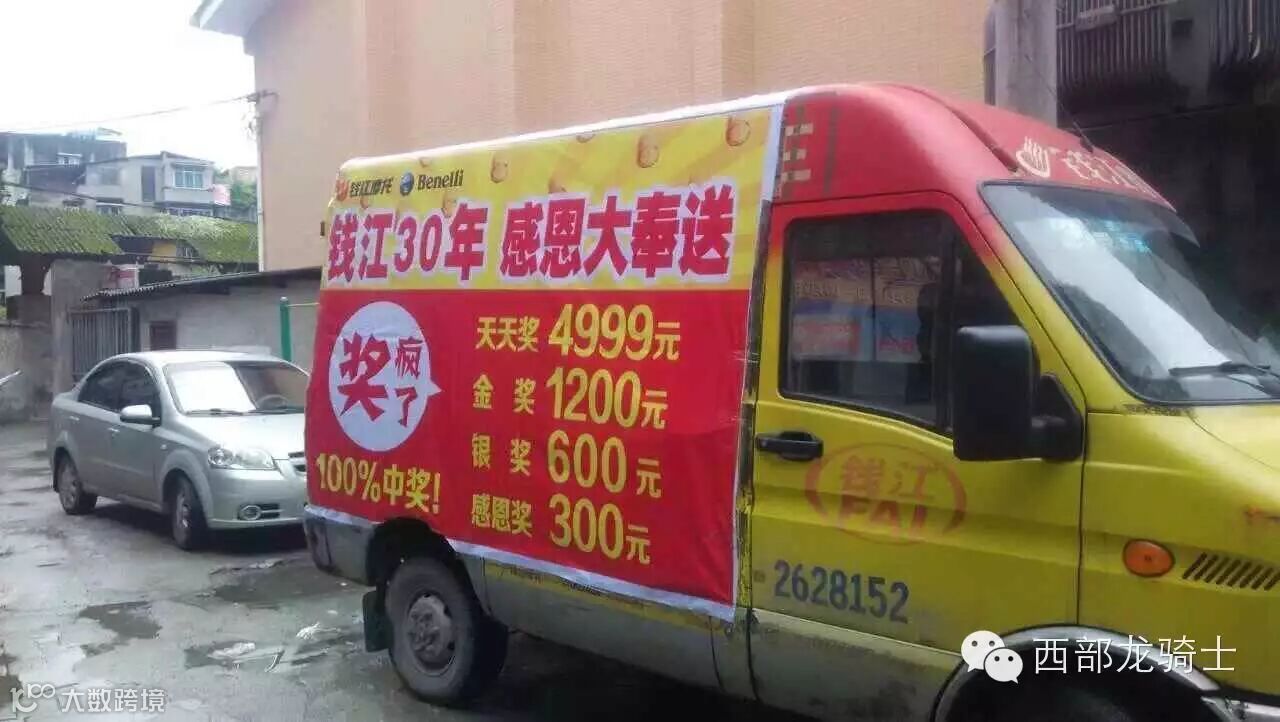 钱江摩托 Benelli
钱江30年 感恩大奉送
奖疯了
100%中奖!
天天奖 4999元
金奖 1200元
银奖 600元
感恩奖 300元
钱江
2628152
西部龙骑士
大数跨境